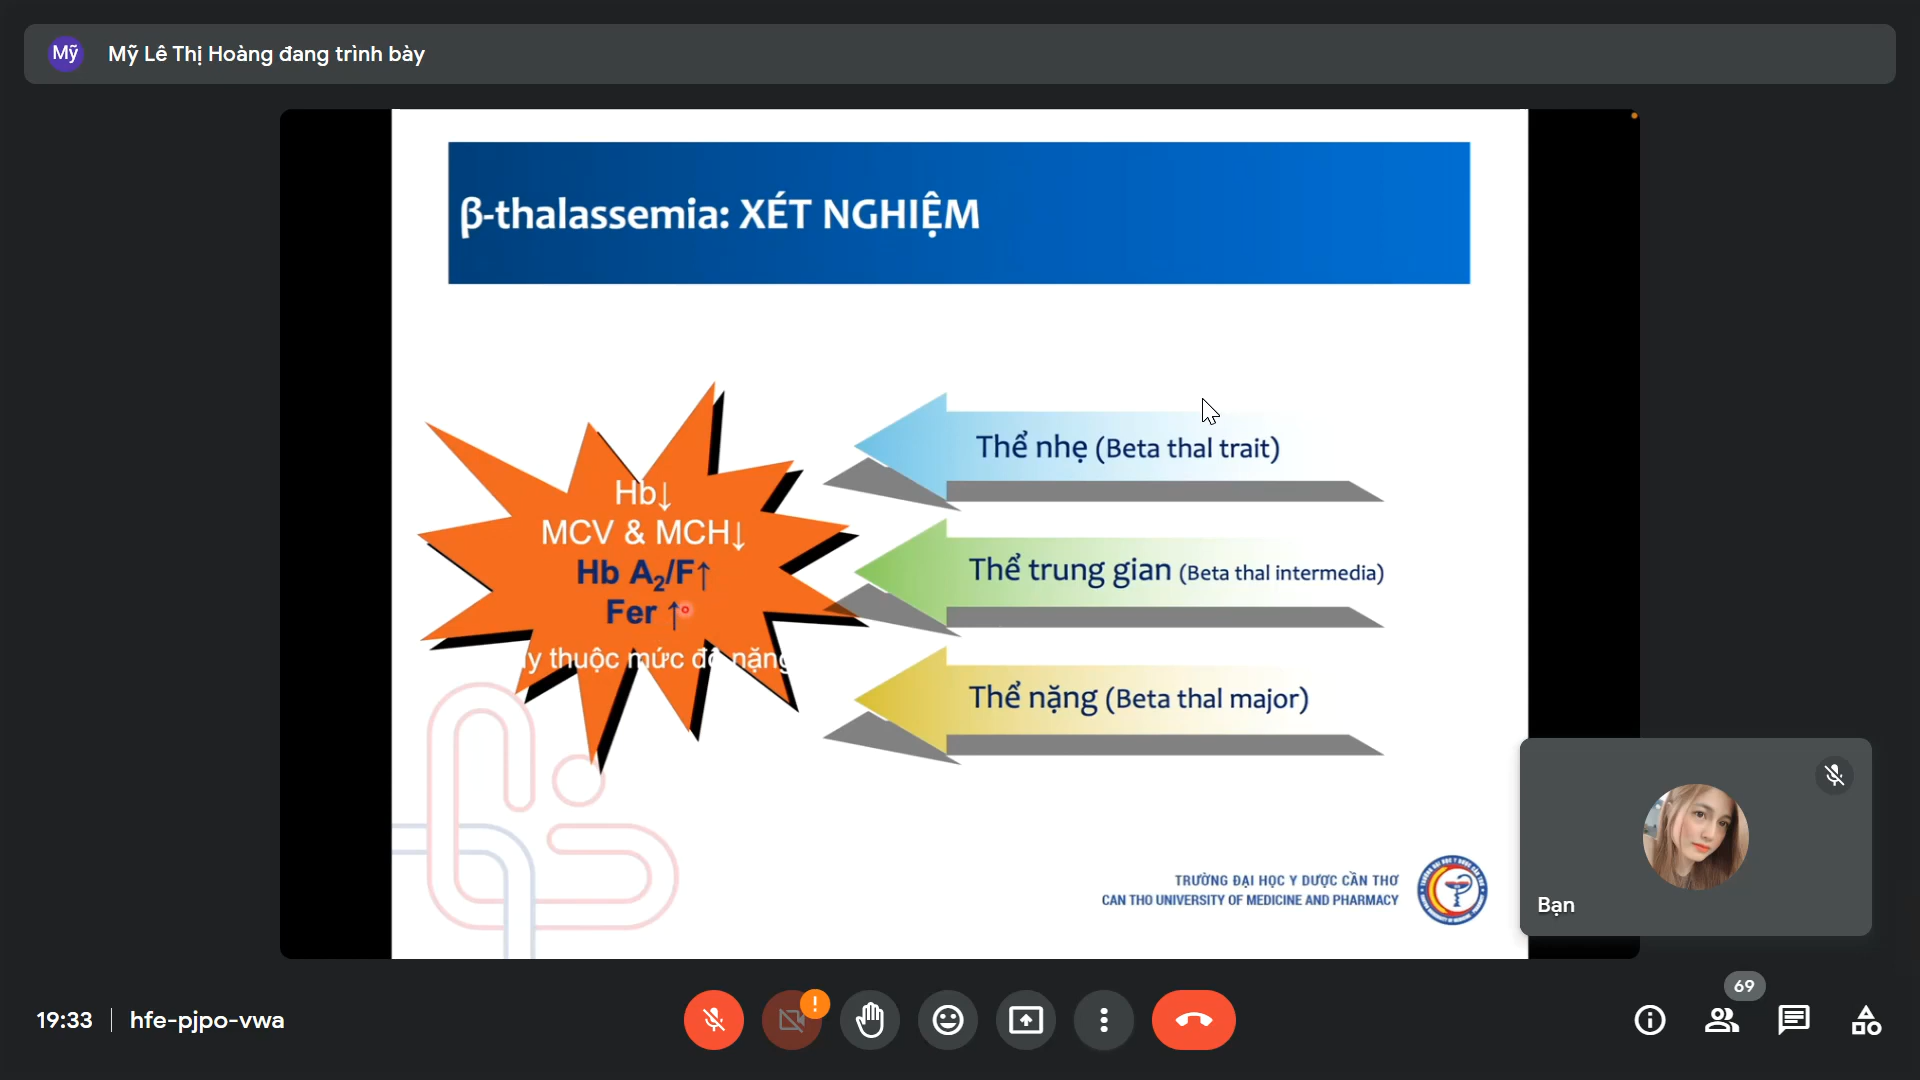 Mỹ
Mỹ Lê Thị Hoàng đang trình bày
β-thalassemia: XÉT NGHIỆM
Hb↓
MCV & MCH↓
Hb A₂/F↑
Fer ↑
y thuộc mức độ nặng
Thể nhẹ (Beta thal trait)
Thể trung gian (Beta thal intermedia)
Thể nặng (Beta thal major)
TRƯỜNG ĐẠI HỌC Y DƯỢC CẦN THƠ
CAN THO UNIVERSITY OF MEDICINE AND PHARMACY
Bạn
69
19:33 | hfe-pjpo-vwa